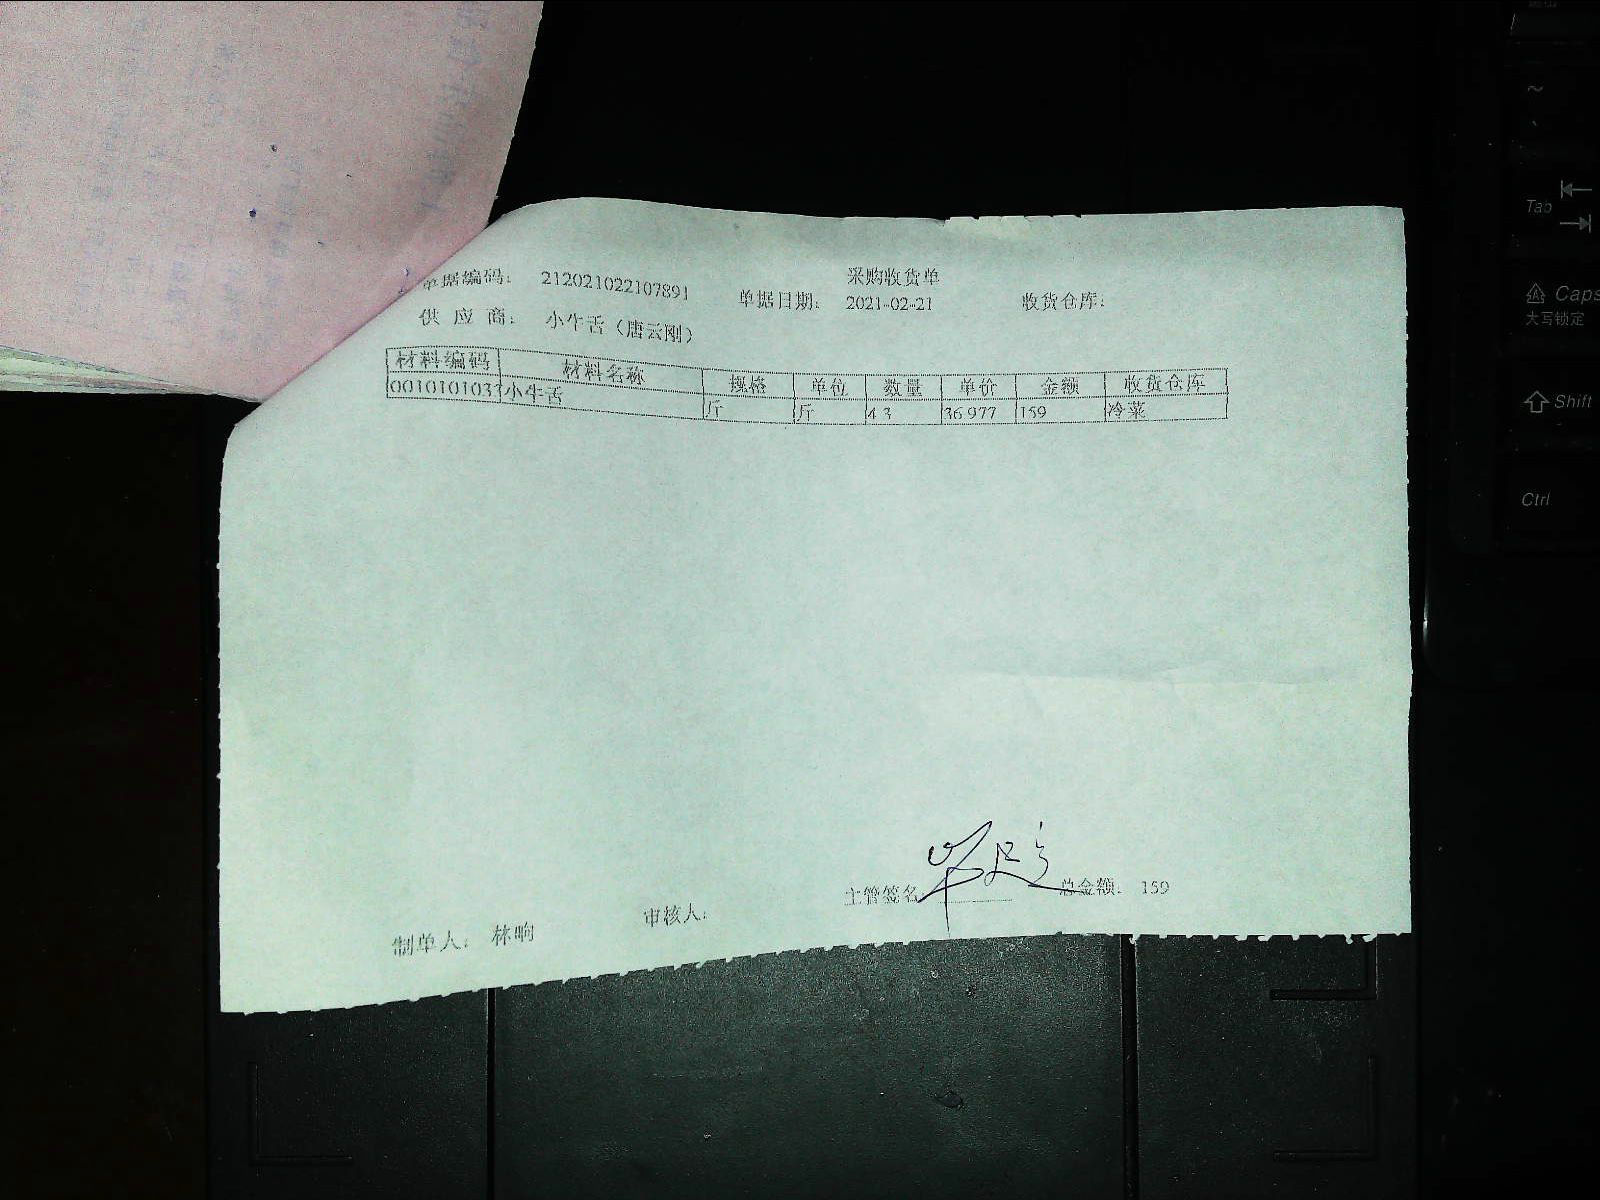 采购收货单
单据编码: 212021022107891 单据日期: 2021-02-21 收货仓库:
供 应 商: 小牛舌（唐云刚）
材料编码 材料名称 规格 单位 数量 单价 金额 收货仓库
0010101037 小牛舌 斤 斤 4.3 36.977 159 冷菜
主管签名: 总金额: 159
制单人: 林响 审核人:
~
Tab
Caps
大写锁定
Shift
Ctrl